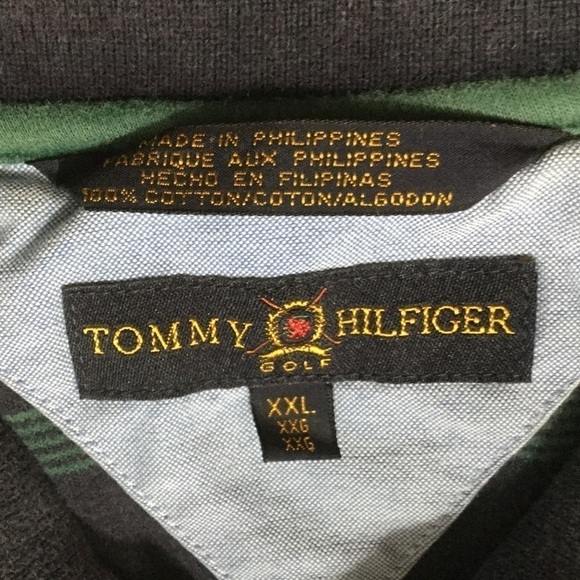 MADE IN PHILIPPINES
FABRIQUE AUX PHILIPPINES
HECHO EN FILIPINAS
100% COTTON/COTON/ALGODON
TOMMY HILFIGER
GOLF
XXL
XXG
XXG